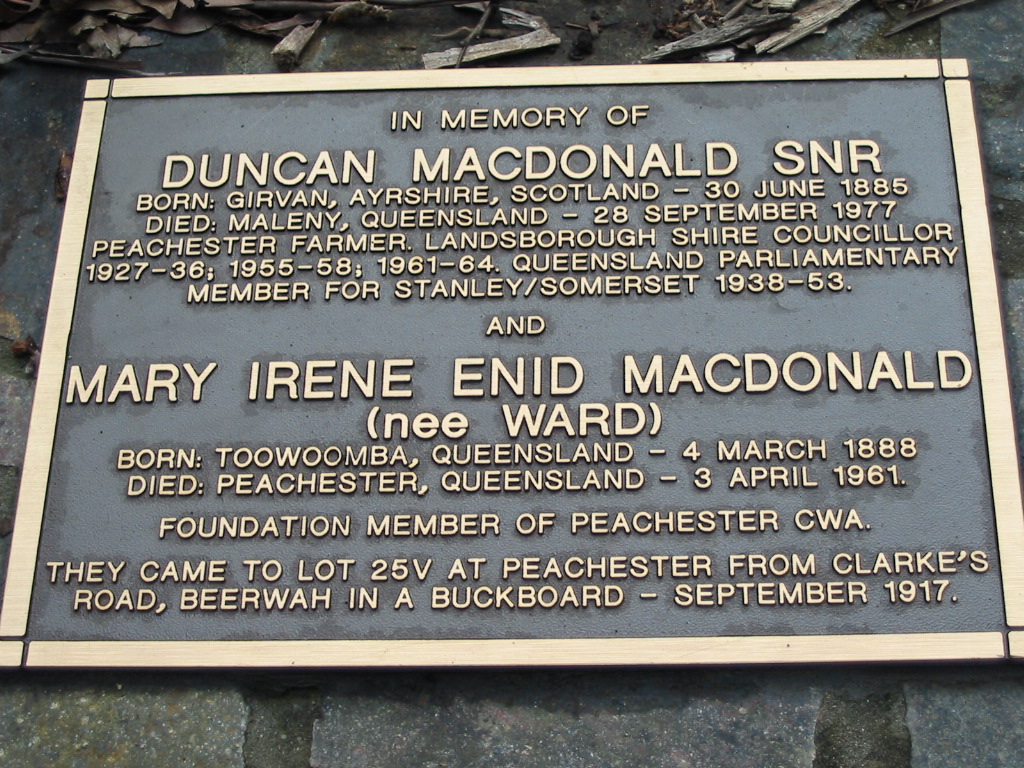 IN MEMORY OF
DUNCAN MACDONALD SNR
BORN: GIRVAN, AYRSHIRE, SCOTLAND - 30 JUNE 1885
DIED: MALENY, QUEENSLAND - 28 SEPTEMBER 1977
PEACHESTER FARMER. LANDSBOROUGH SHIRE COUNCILLOR
1927-36; 1955-58; 1961-64. QUEENSLAND PARLIAMENTARY
MEMBER FOR STANLEY/SOMERSET 1938-53.
AND
MARY IRENE ENID MACDONALD
(nee WARD)
BORN: TOOWOOMBA, QUEENSLAND - 4 MARCH 1888
DIED: PEACHESTER, QUEENSLAND - 3 APRIL 1961.
FOUNDATION MEMBER OF PEACHESTER CWA.
THEY CAME TO LOT 25V AT PEACHESTER FROM CLARKE'S
ROAD, BEERWAH IN A BUCKBOARD - SEPTEMBER 1917.